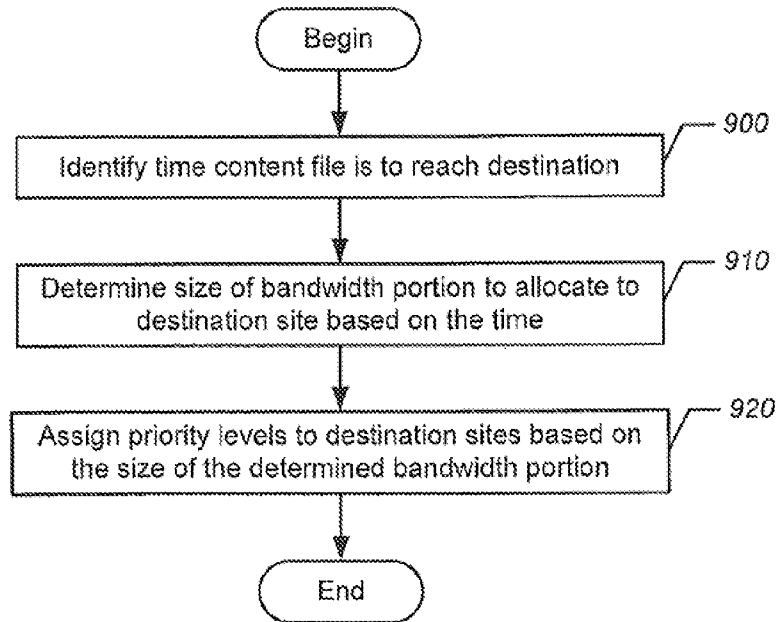 Begin
900
Identify time content file is to reach destination
910
Determine size of bandwidth portion to allocate to
destination site based on the time
920
Assign priority levels to destination sites based on
the size of the determined bandwidth portion
End